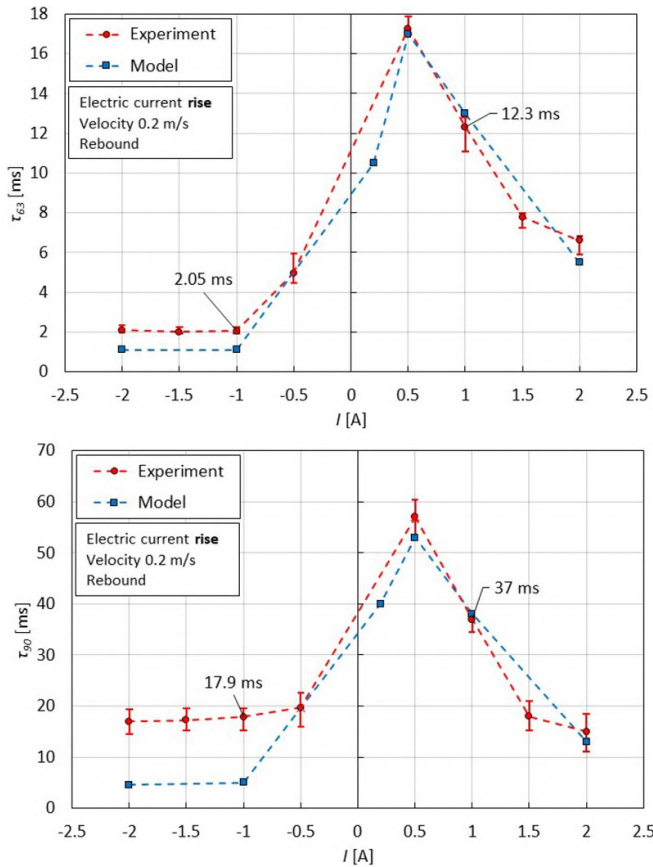 18
16
14
12
10
8
6
4
2
0
τ63 [ms]
Experiment
Model
Electric current rise
Velocity 0.2 m/s
Rebound
12.3 ms
2.05 ms
-2.5 -2 -1.5 -1 -0.5 0 0.5 1 1.5 2 2.5
I [A]
70
60
50
40
30
20
10
0
τ90 [ms]
Experiment
Model
Electric current rise
Velocity 0.2 m/s
Rebound
37 ms
17.9 ms
-2.5 -2 -1.5 -1 -0.5 0 0.5 1 1.5 2 2.5
I [A]